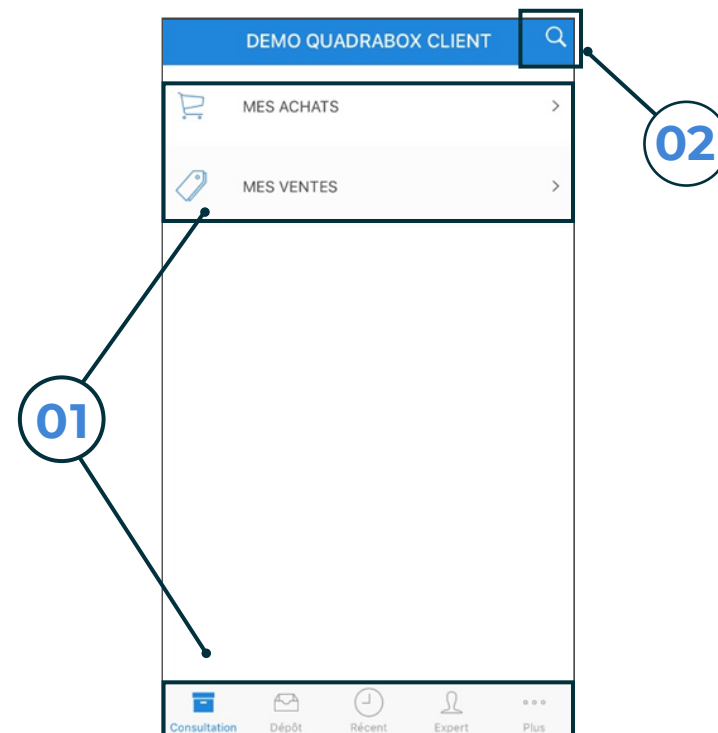 DEMO QUADRABOX CLIENT
02
MES ACHATS
MES VENTES
01
Consultation Dépôt Récent Expert Plus